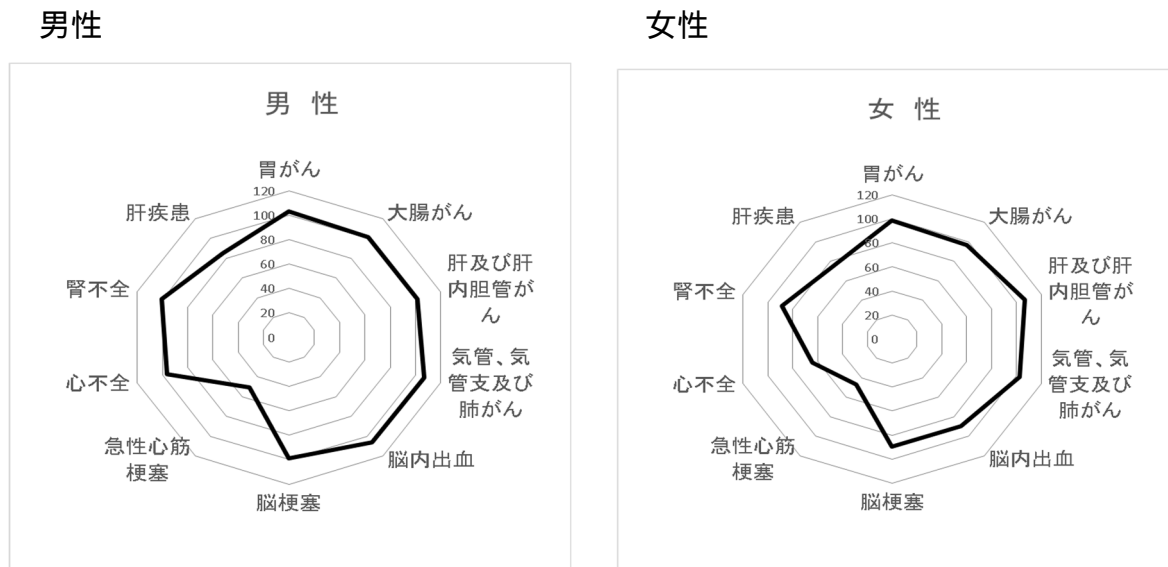 男性
男 性
胃がん
120
100
80
60
40
20
0
大腸がん
肝及び肝
内胆管が
ん
気管、気
管支及び
肺がん
脳内出血
脳梗塞
急性心筋
梗塞
心不全
腎不全
肝疾患
女性
女 性
胃がん
120
100
80
60
40
20
0
大腸がん
肝及び肝
内胆管が
ん
気管、気
管支及び
肺がん
脳内出血
脳梗塞
急性心筋
梗塞
心不全
腎不全
肝疾患